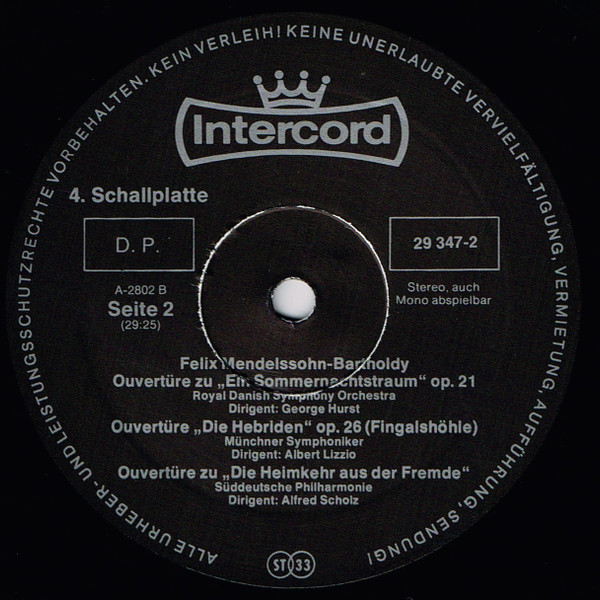 ALLE URHEBER- UND LEISTUNGSSCHUTZRECHTE VORBEHALTEN. KEIN VERLEIH! KEINE UNERLAUBTE VERVIELFÄLTIGUNG, VERMIETUNG, AUFFÜHRUNG, SENDUNG!
Intercord
4. Schallplatte
D. P.
29 347-2
A-2802 B
Seite 2
(29:25)
Stereo, auch
Mono abspielbar
Felix Mendelssohn-Bartholdy
Ouvertüre zu „Ein Sommernachtstraum“ op. 21
Royal Danish Symphony Orchestra
Dirigent: George Hurst
Ouvertüre „Die Hebriden“ op. 26 (Fingalshöhle)
Münchner Symphoniker
Dirigent: Albert Lizzio
Ouvertüre zu „Die Heimkehr aus der Fremde“
Süddeutsche Philharmonie
Dirigent: Alfred Scholz
ST 33